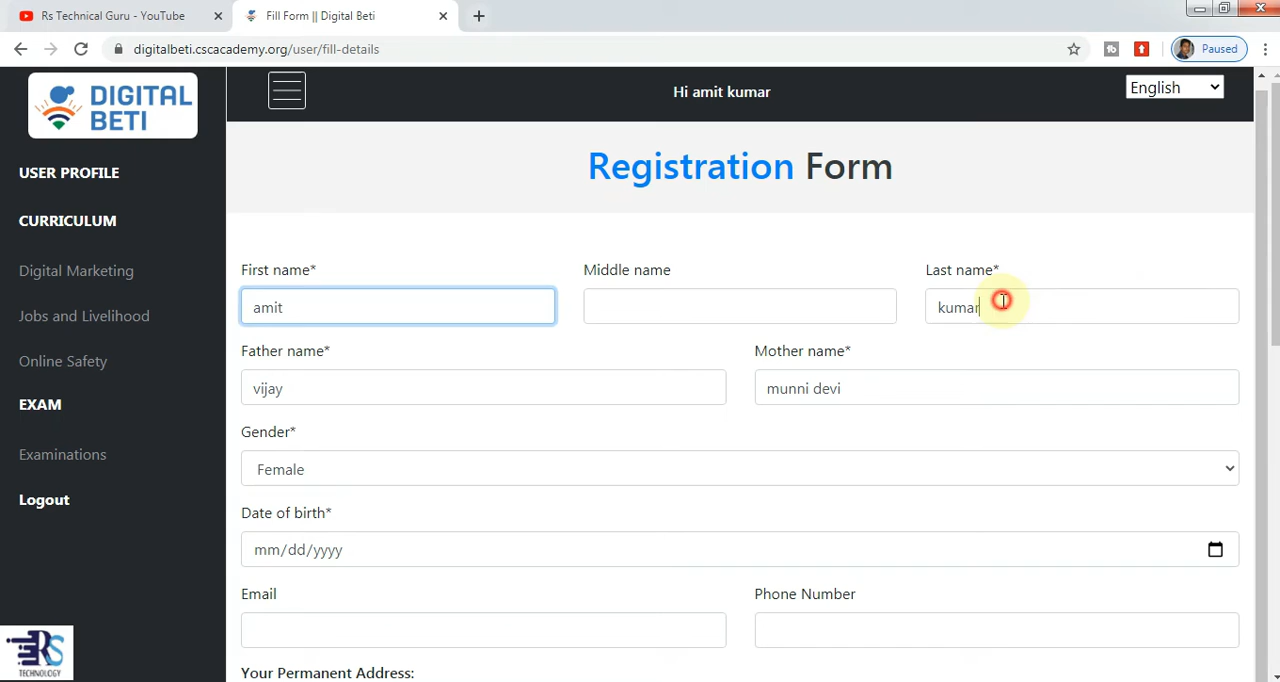 Rs Technical Guru - YouTube
Fill Form || Digital Beti
digitalbeti.cscacademy.org/user/fill-details
Paused
DIGITAL
BETI
Hi amit kumar
English
USER PROFILE
CURRICULUM
Digital Marketing
Jobs and Livelihood
Online Safety
EXAM
Examinations
Logout
Registration Form
First name*
Middle name
Last name*
amit
kumar
Father name*
Mother name*
vijay
munni devi
Gender*
Female
Date of birth*
mm/dd/yyyy
Email
Phone Number
Your Permanent Address:
RS
TECHNOLOGY